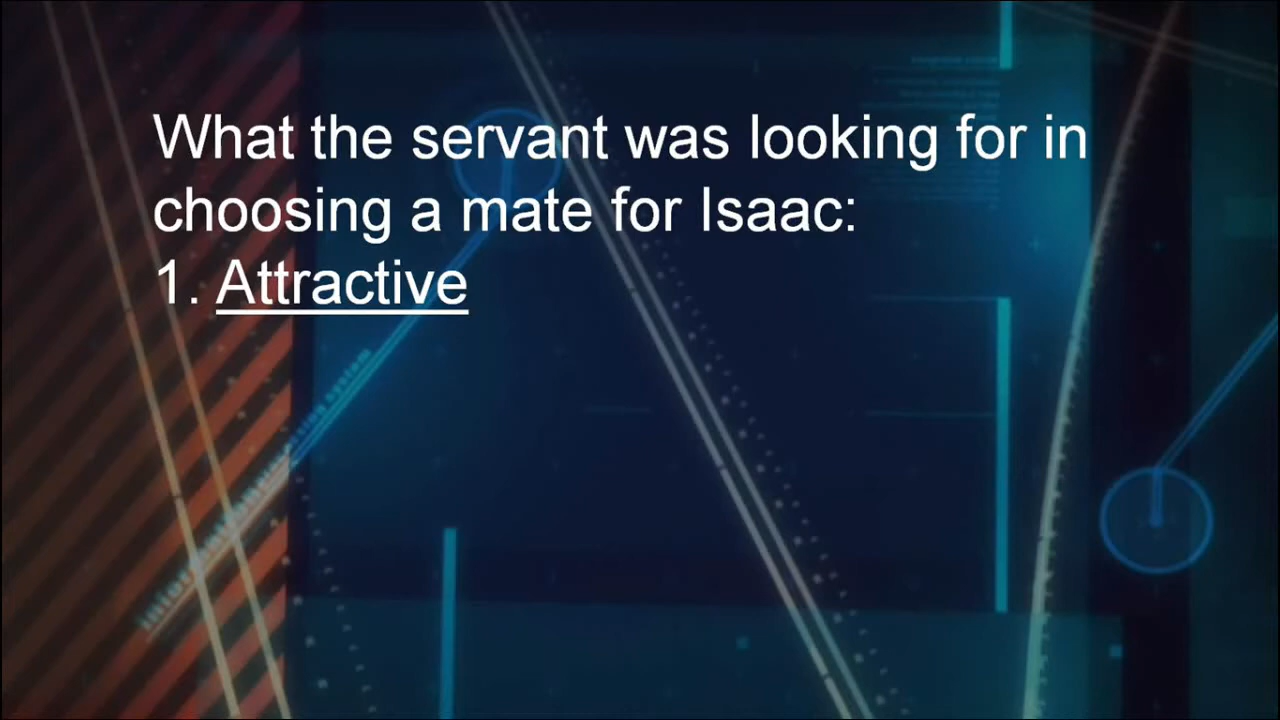 What the servant was looking for in
choosing a mate for Isaac:
1. Attractive